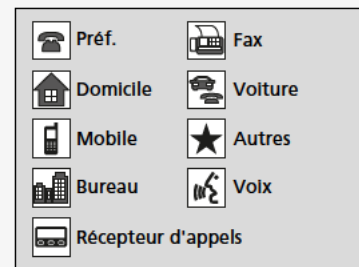 Préf. Fax
Domicile Voiture
Mobile Autres
Bureau Voix
Récepteur d'appels